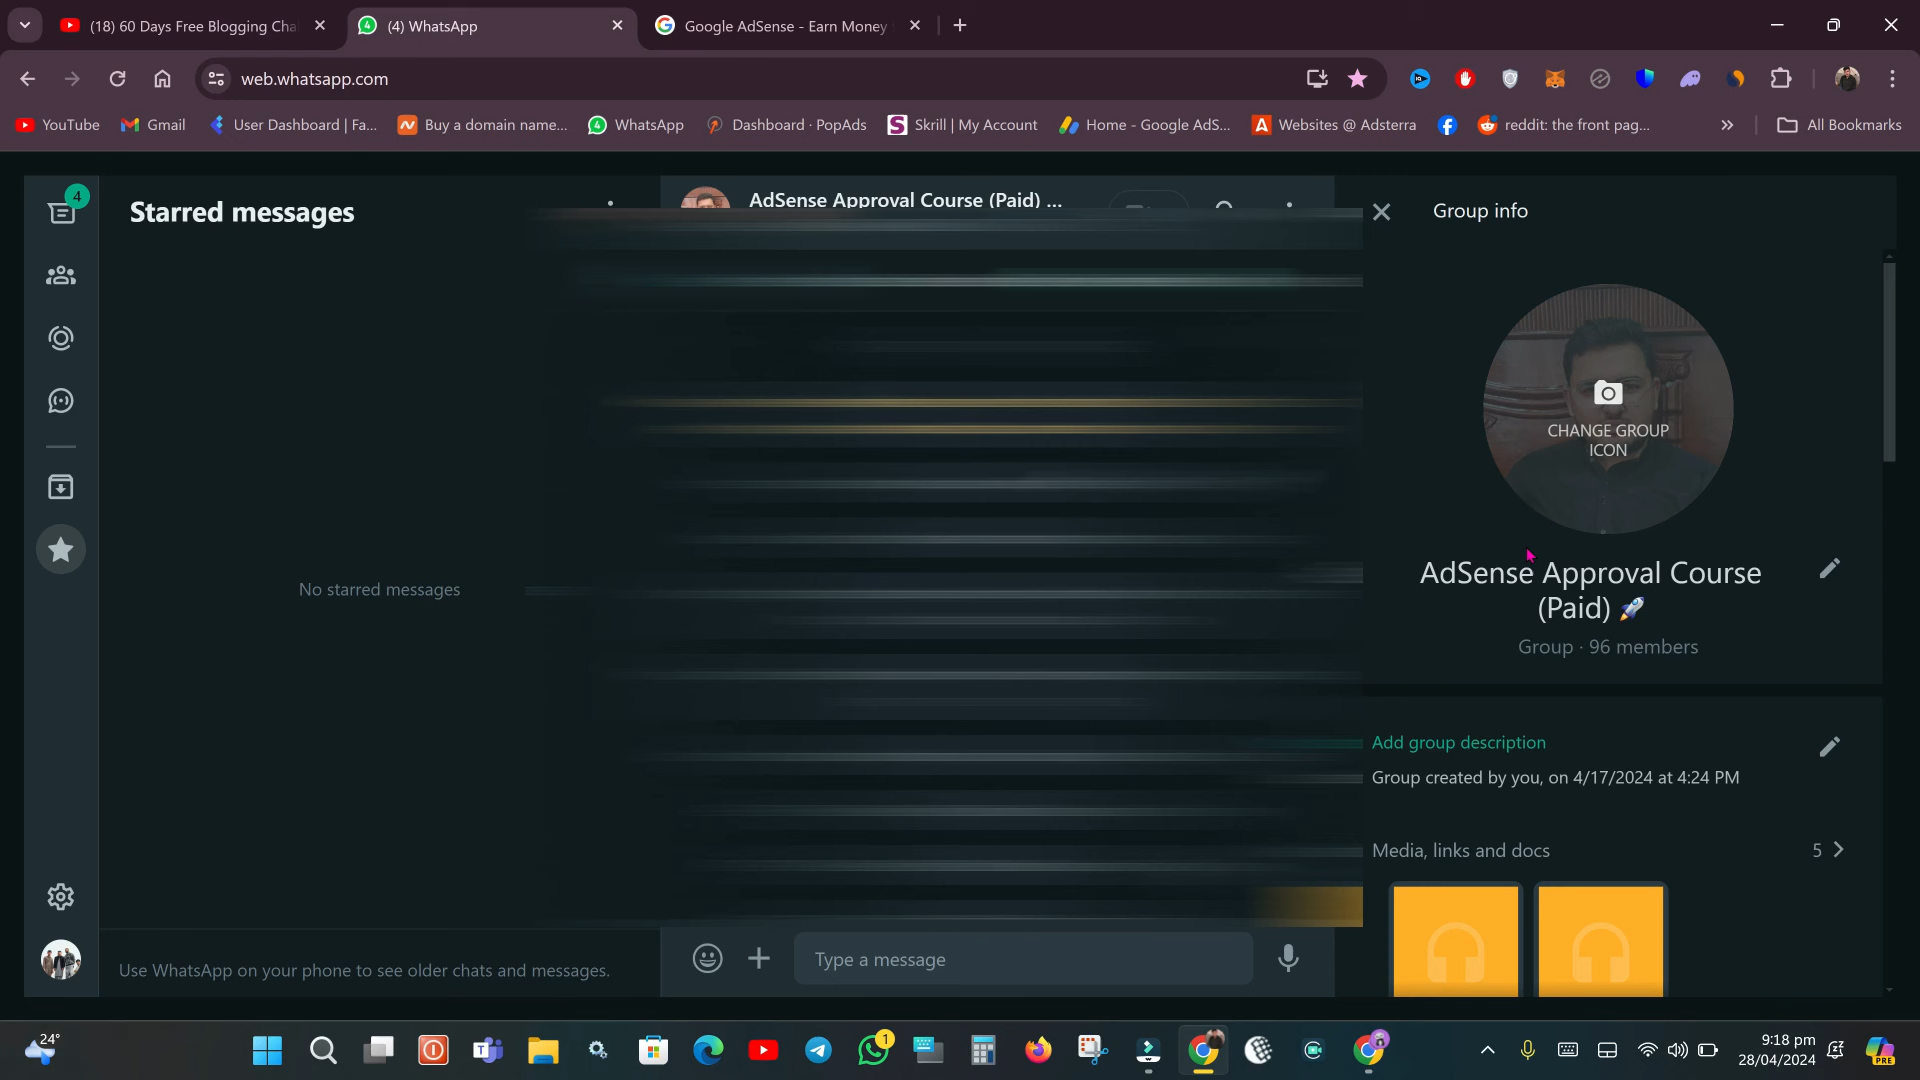 (18) 60 Days Free Blogging Cha
(4) WhatsApp
Google AdSense - Earn Money
web.whatsapp.com
YouTube
Gmail
User Dashboard | Fa...
Buy a domain name...
WhatsApp
Dashboard · PopAds
Skrill | My Account
Home - Google AdS...
Websites @ Adsterra
reddit: the front pag...
All Bookmarks
4
Starred messages
AdSense Approval Course (Paid) ...
Group info
CHANGE GROUP
ICON
AdSense Approval Course
(Paid) 🚀
Group · 96 members
No starred messages
Add group description
Group created by you, on 4/17/2024 at 4:24 PM
Media, links and docs
5
Use WhatsApp on your phone to see older chats and messages.
Type a message
24°
1
9:18 pm
28/04/2024
PRE